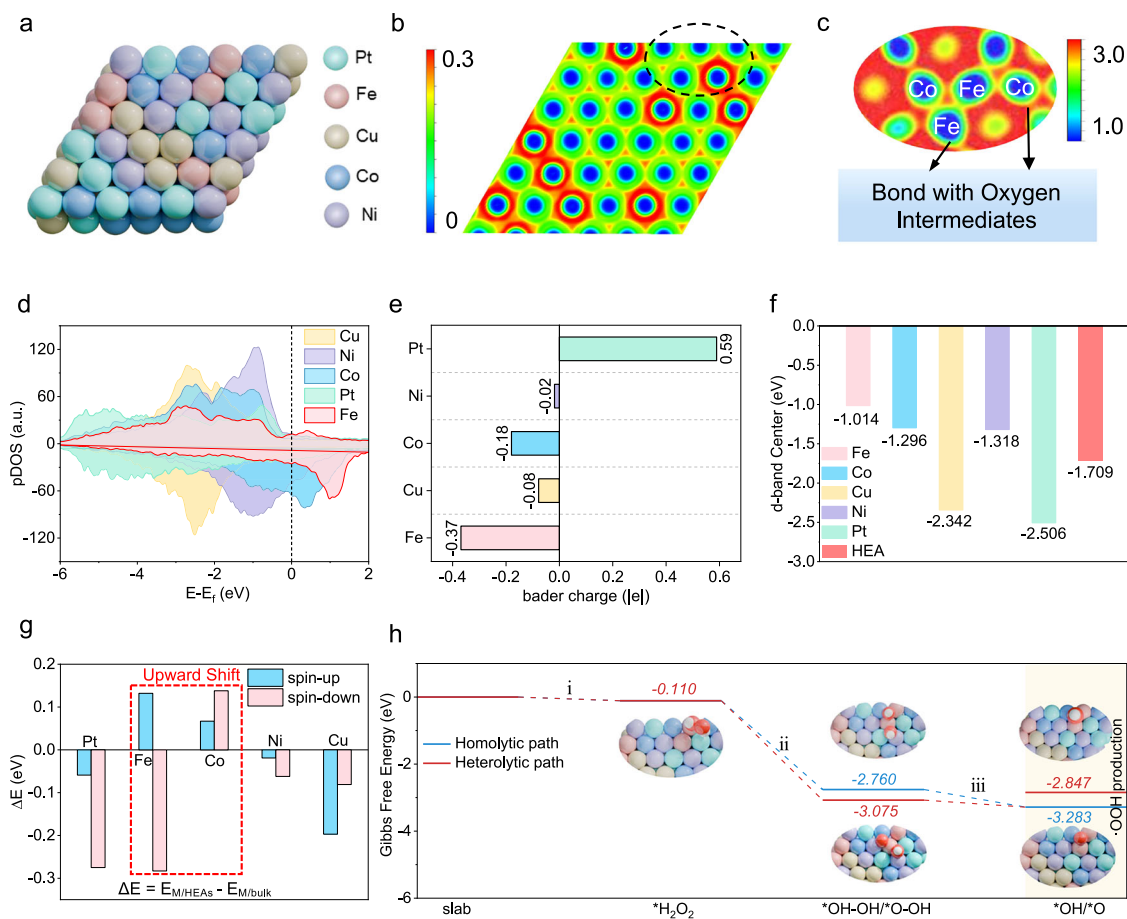 a
Pt
Fe
Cu
Co
Ni
b
0.3
0
c
Co
Fe
Co
Fe
3.0
1.0
Bond with Oxygen
Intermediates
d
pDOS (a.u.)
120
60
0
-60
-120
Cu
Ni
Co
Pt
Fe
-6
-4
-2
0
2
E-Ef (eV)
e
Pt
Ni
Co
Cu
Fe
0.59
-0.02
-0.18
-0.08
-0.37
-0.4
-0.2
0.0
0.2
0.4
0.6
bader charge (|e|)
f
d-band Center (eV)
0.0
-0.5
-1.0
-1.5
-2.0
-2.5
-3.0
-1.014
-1.296
-2.342
-1.318
-2.506
-1.709
Fe
Co
Cu
Ni
Pt
HEA
g
ΔE (eV)
0.2
0.1
0.0
-0.1
-0.2
-0.3
Upward Shift
spin-up
spin-down
Pt
Fe
Co
Ni
Cu
ΔE = EM/HEAs - EM/bulk
h
Gibbs Free Energy (eV)
0
-2
-4
-6
i
-0.110
ii
Homolytic path
Heterolytic path
-2.760
iii
-3.075
-2.847
-3.283
·OOH production
slab
*H2O2
*OH-OH/*O-OH
*OH/*O